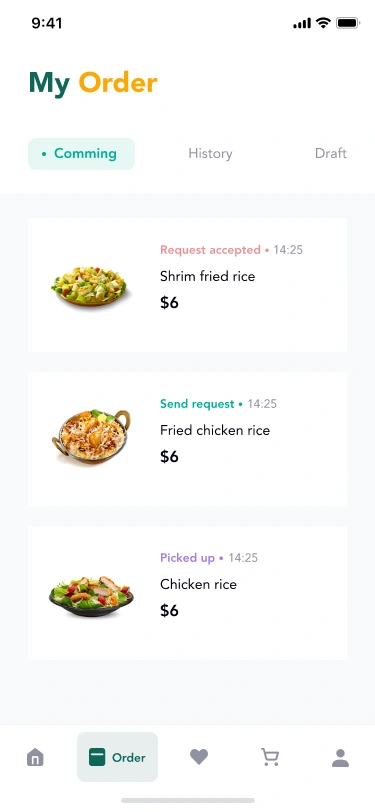 9:41
My Order
• Comming
History
Draft
Request accepted • 14:25
Shrim fried rice
$6
Send request • 14:25
Fried chicken rice
$6
Picked up • 14:25
Chicken rice
$6
Order